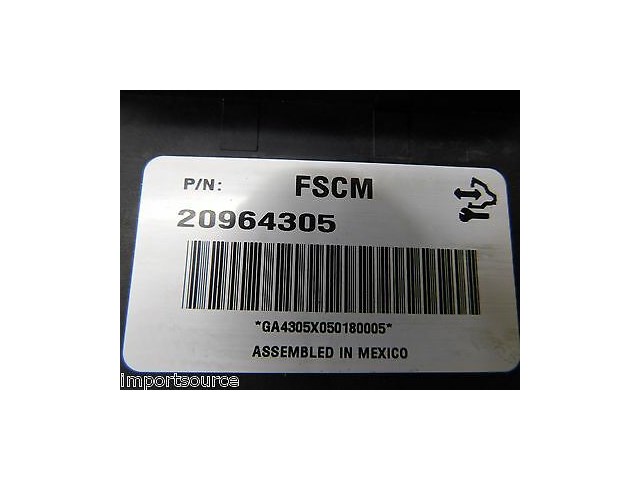 P/N: FSCM
20964305
*GA4305X050180005*
ASSEMBLED IN MEXICO
importsource